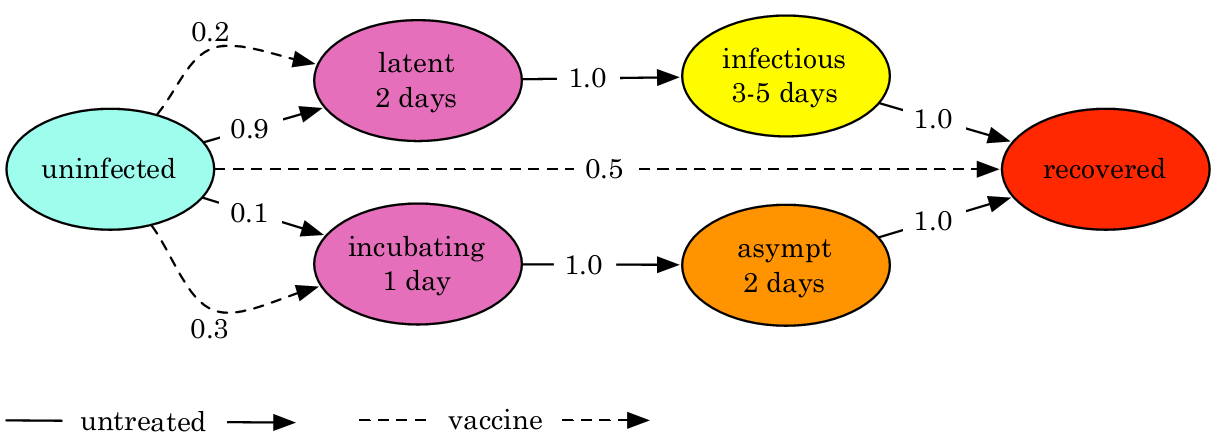 0.2
latent
2 days
1.0
infectious
3-5 days
0.9
1.0
uninfected
0.5
recovered
0.1
1.0
incubating
1 day
1.0
asympt
2 days
0.3
untreated
vaccine